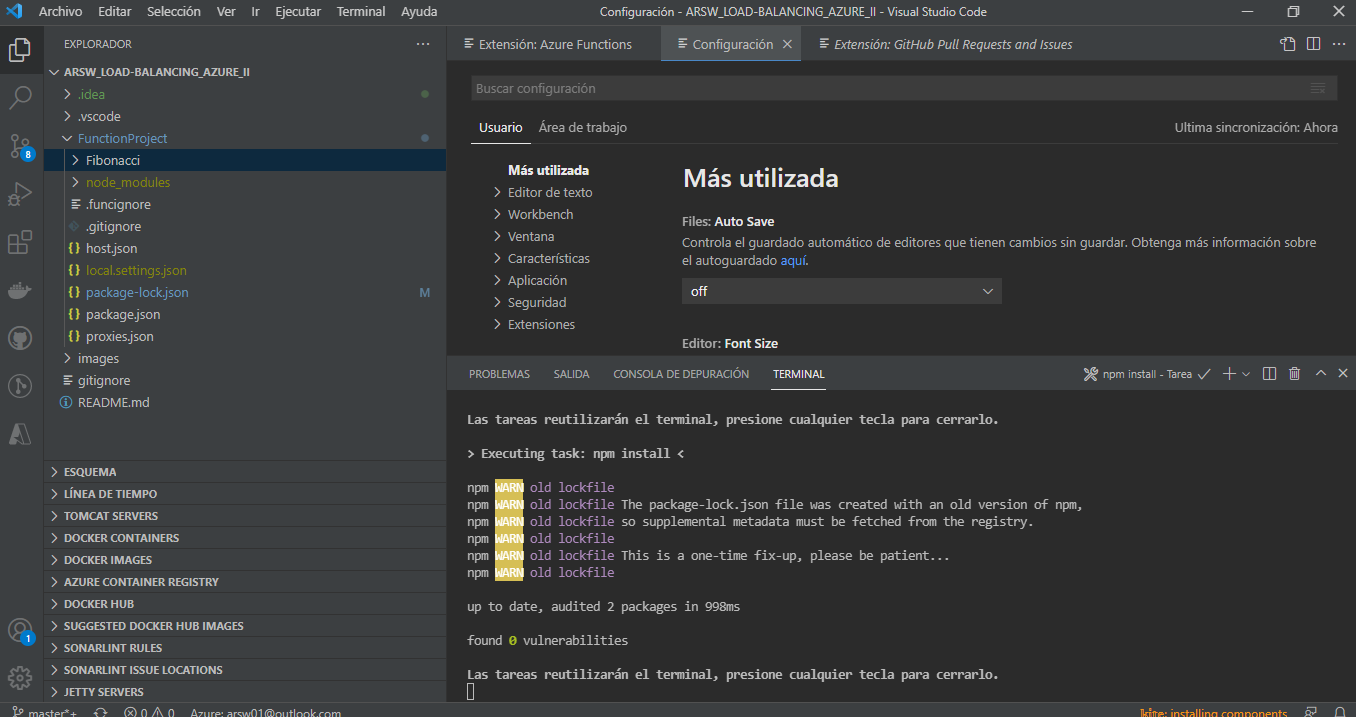 Archivo Editar Selección Ver Ir Ejecutar Terminal Ayuda
Configuración - ARSW_LOAD-BALANCING_AZURE_II - Visual Studio Code
EXPLORADOR
ARSW_LOAD-BALANCING_AZURE_II
.idea
.vscode
FunctionProject
Fibonacci
node_modules
.funcignore
.gitignore
host.json
local.settings.json
package-lock.json M
package.json
proxies.json
images
gitignore
README.md
ESQUEMA
LÍNEA DE TIEMPO
TOMCAT SERVERS
DOCKER CONTAINERS
DOCKER IMAGES
AZURE CONTAINER REGISTRY
DOCKER HUB
SUGGESTED DOCKER HUB IMAGES
SONARLINT RULES
SONARLINT ISSUE LOCATIONS
JETTY SERVERS
8
1
Extensión: Azure Functions
Configuración
Extensión: GitHub Pull Requests and Issues
Buscar configuración
Usuario Área de trabajo
Ultima sincronización: Ahora
Más utilizada
Editor de texto
Workbench
Ventana
Características
Aplicación
Seguridad
Extensiones
Más utilizada
Files: Auto Save
Controla el guardado automático de editores que tienen cambios sin guardar. Obtenga más información sobre
el autoguardado aquí.
off
Editor: Font Size
PROBLEMAS SALIDA CONSOLA DE DEPURACIÓN TERMINAL
npm install - Tarea
Las tareas reutilizarán el terminal, presione cualquier tecla para cerrarlo.
> Executing task: npm install <
npm WARN old lockfile
npm WARN old lockfile The package-lock.json file was created with an old version of npm,
npm WARN old lockfile so supplemental metadata must be fetched from the registry.
npm WARN old lockfile
npm WARN old lockfile This is a one-time fix-up, please be patient...
npm WARN old lockfile
up to date, audited 2 packages in 998ms
found 0 vulnerabilities
Las tareas reutilizarán el terminal, presione cualquier tecla para cerrarlo.
master*+ 0 0 Azure: arsw01@outlook.com
kite: installing components